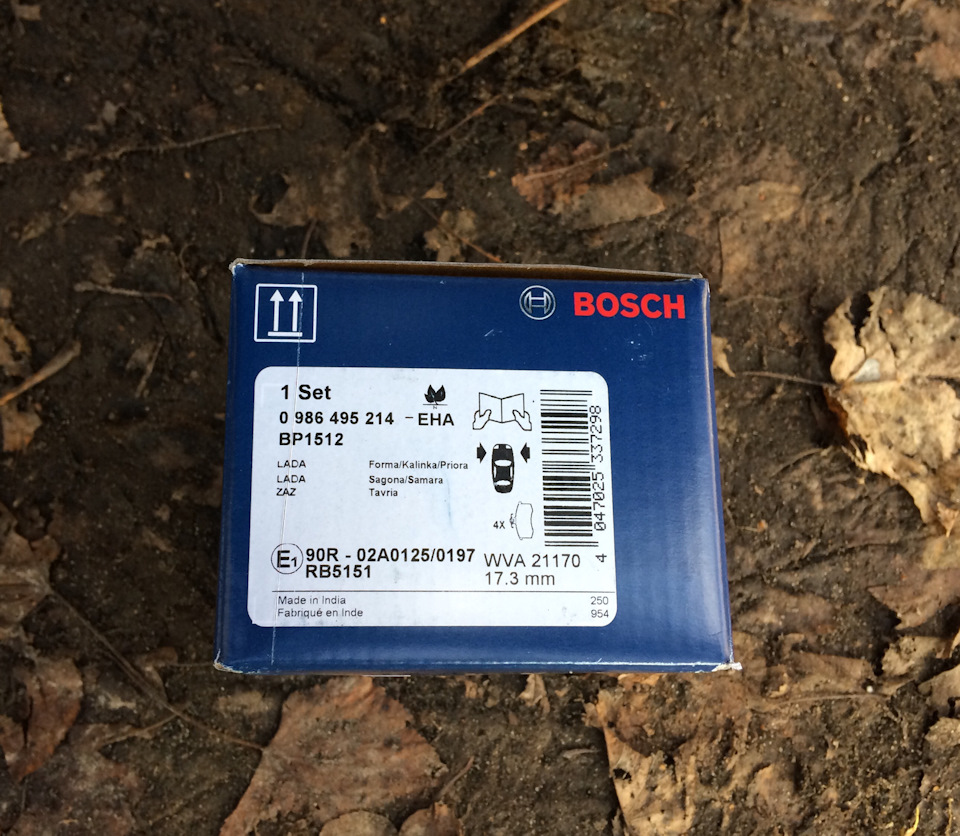 BOSCH
1 Set
0 986 495 214 - EHA
BP1512
LADA Forma/Kalinka/Priora
LADA Sagona/Samara
ZAZ Tavria
4X
4 047025 337298
E1 90R - 02A0125/0197
RB5151
WVA 21170
17.3 mm
Made in India 250
Fabriqué en Inde 954